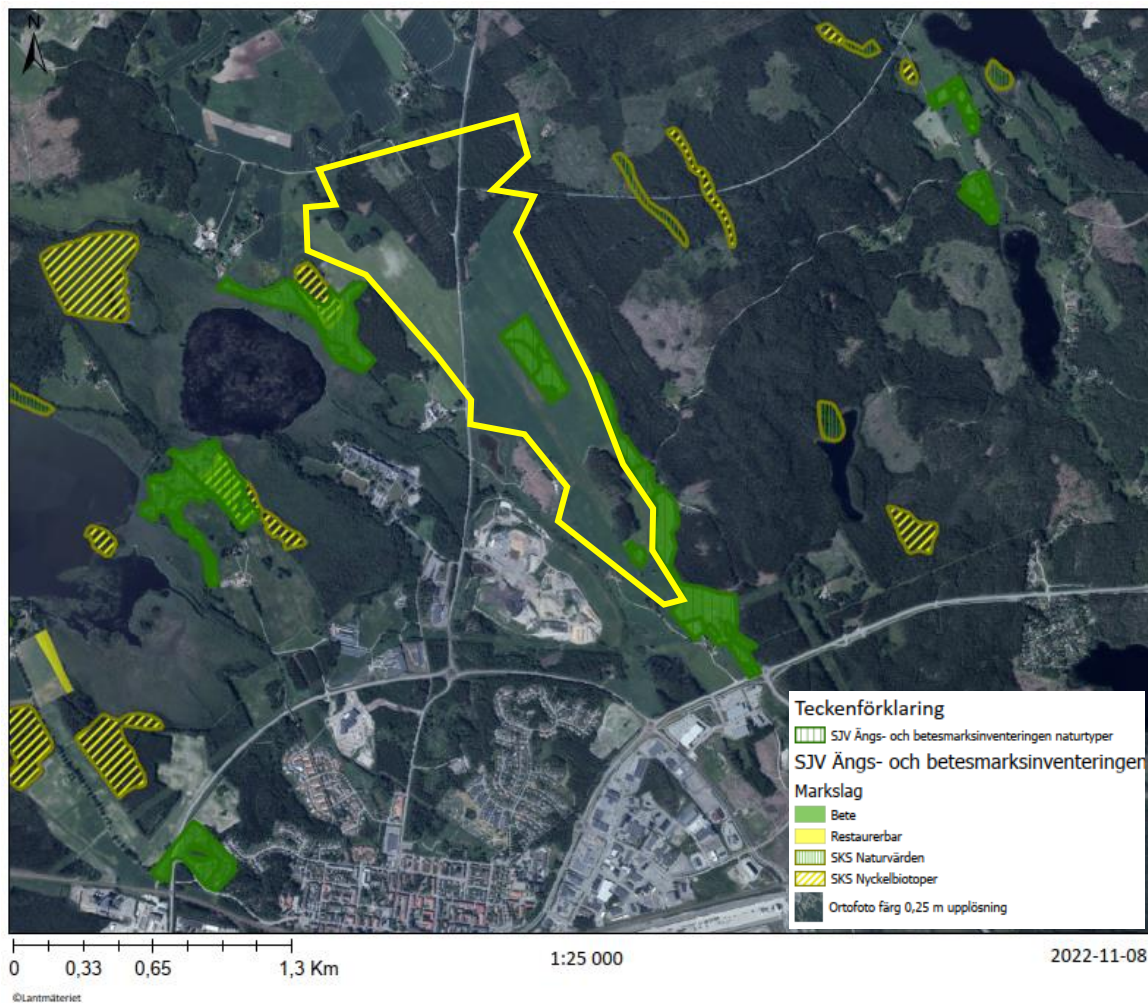 N
Teckenförklaring
SJV Ängs- och betesmarksinventeringen naturtyper
SJV Ängs- och betesmarksinventeringen
Markslag
Bete
Restaurerbar
SKS Naturvärden
SKS Nyckelbiotoper
Ortofoto färg 0,25 m upplösning
0 0,33 0,65 1,3 Km
1:25 000
2022-11-08
©Lantmäteriet